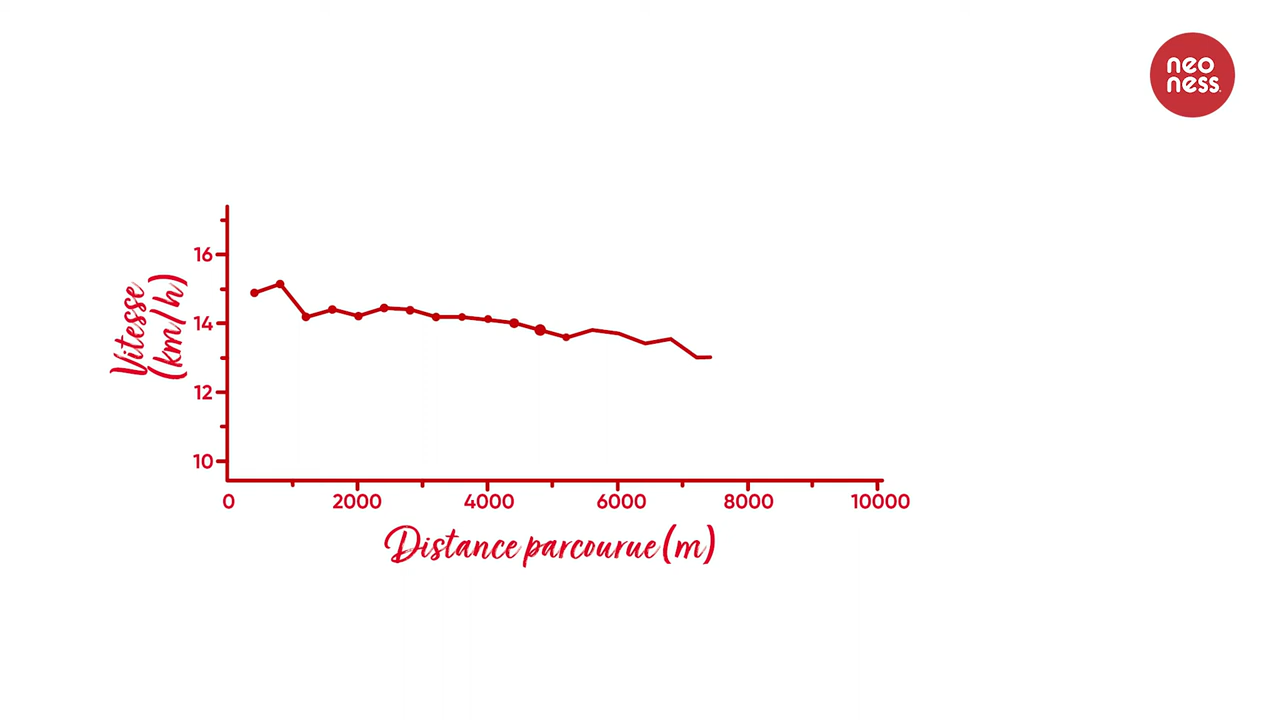 neo
ness
Vitesse
(km/h)
16
14
12
10
0 2000 4000 6000 8000 10000
Distance parcourue (m)